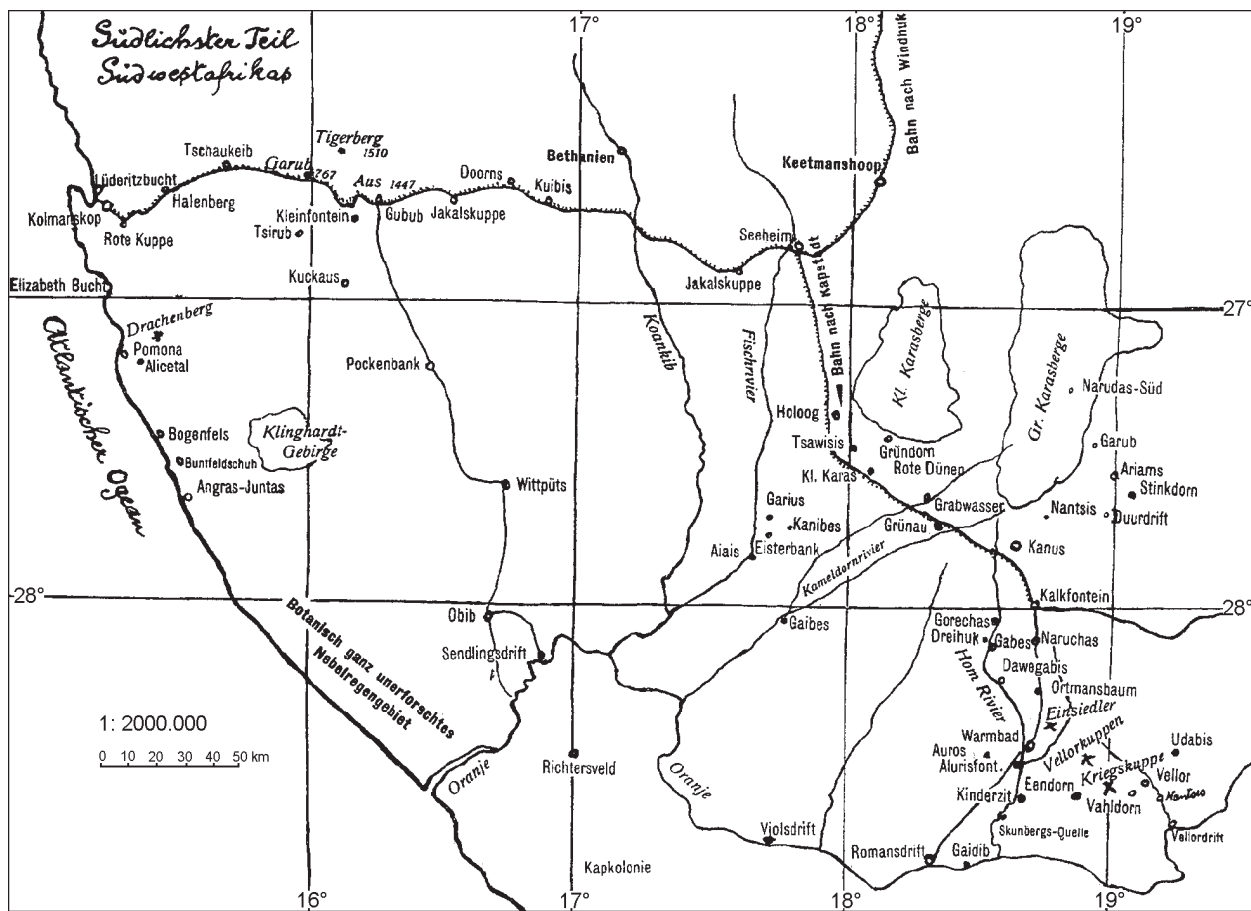 Südlichster Teil
Südwestafrikas
17°
18°
19°
Bahn nach Windhuk
Tigerberg
1510
Tschaukeib
Garub
767
Bethanien
Keetmanshoop
Aus 1447
Doorns
Kuibis
Lüderitzbucht
Halenberg
Kolmanskop
Rote Kuppe
Kleinfontein
Gubub
Jakalskuppe
Tsirub
Seeheim
Kuckaus
Jakalskuppe
Elizabeth Bucht
Bahn nach Kapstadt
27°
Drachenberg
Pomona
Alicetal
Atlantischer Ogean
Koankib
Fischrivier
Kl. Karasberge
Gr. Karasberge
Pockenbank
Narudas-Süd
Holoog
Klinghardt-
Gebirge
Bogenfels
Buntfeldschuh
Angras-Juntas
Tsawisis
Gründorn
Rote Dünen
Kl. Karas
Garub
Ariams
Stinkdorn
Wittpüts
Garius
Grabwasser
Nantsis
Duurdrift
Kanibes
Grünau
Aiais
Eisterbank
Kanus
Kameldornrivier
28°
Kalkfontein
28°
Botanisch ganz unerforschtes
Nebelregengebiet
Obib
Gaibes
Gorechas
Dreihuk
Gabes
Naruchas
Sendlingsdrift
Hom Rivier
Dawegabis
Ortmansbaum
Einsiedler
1: 2000.000
0 10 20 30 40 50 km
Warmbad
Vellorkuppen
Udabis
Auros
Alurisfont.
Kriegskuppe
Vellor
Oranje
Richtersveld
Oranje
Kinderzit
Eendorn
Vahldorn
Skunbergs-Quelle
Vellordrift
Violsdrift
Romansdrift
Gaidib
Kapkolonie
16°
17°
18°
19°